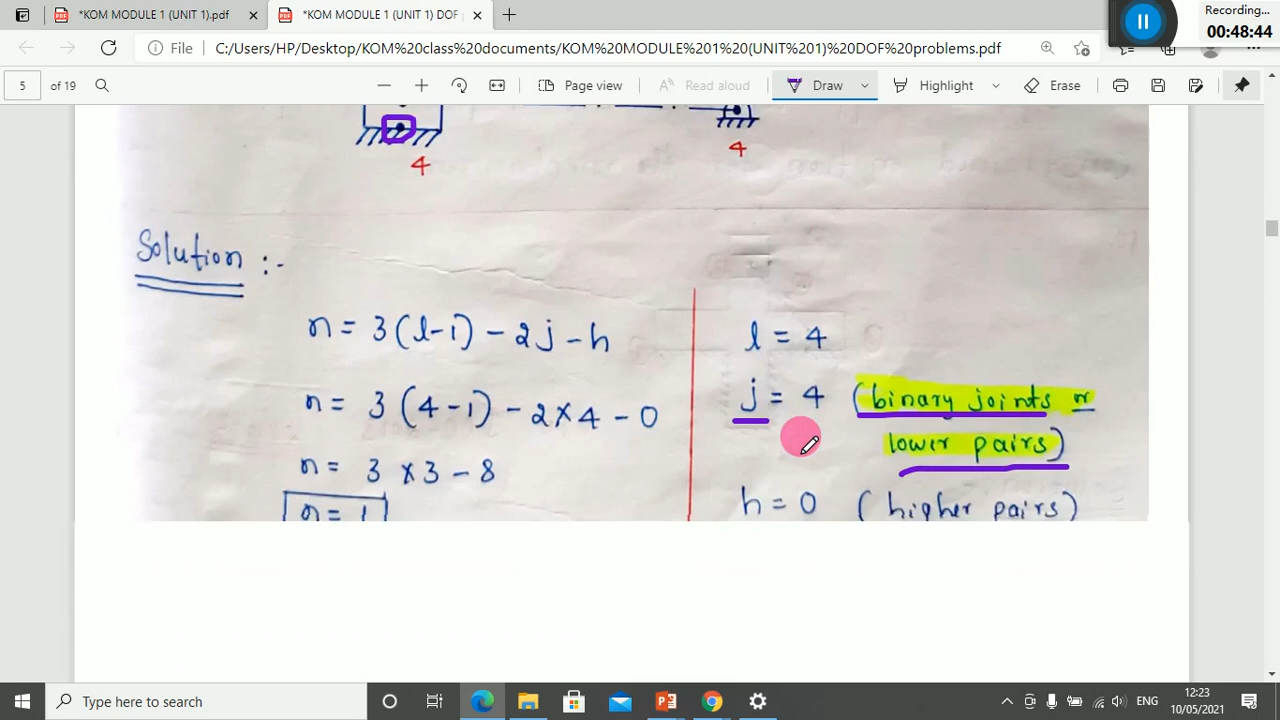 Recording...
00:48:44
*KOM MODULE 1 (UNIT 1).pdf
*KOM MODULE 1 (UNIT 1) DOF
File C:/Users/HP/Desktop/KOM%20class%20documents/KOM%20MODULE%201%20(UNIT%201)%20DOF%20problems.pdf
5 of 19 Page view Read aloud Draw Highlight Erase
4 4
Solution :-
n = 3(l-1) - 2j - h
l = 4
n = 3 (4-1) - 2×4 - 0
j = 4 (binary joints or
lower pairs)
n = 3 ×3 - 8
n = 1
h = 0 (higher pairs)
Type here to search
ENG
12:23
10/05/2021